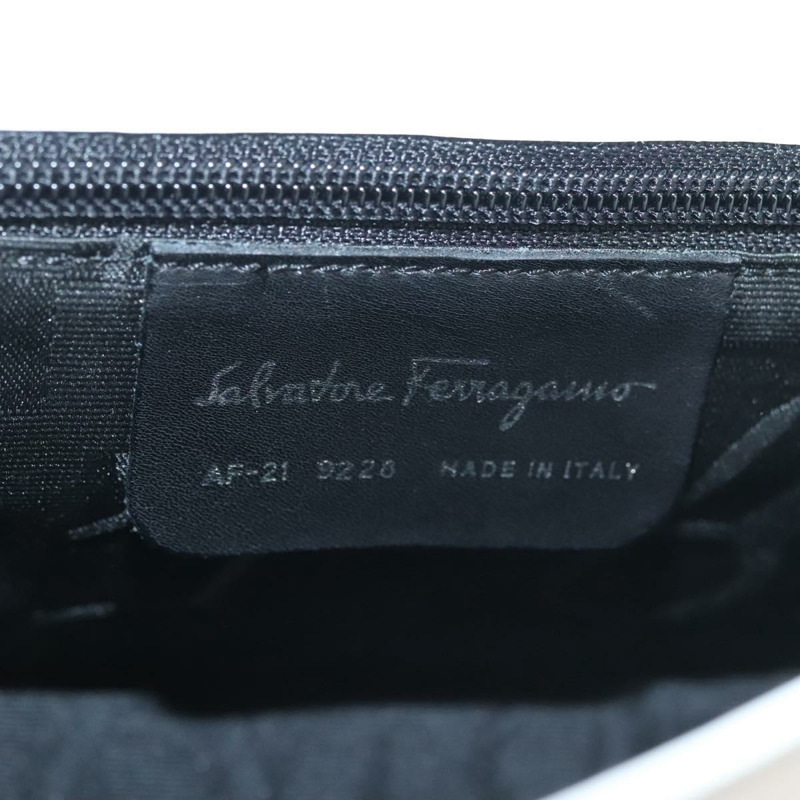 Salvatore Ferragamo
AF-21 9228 MADE IN ITALY